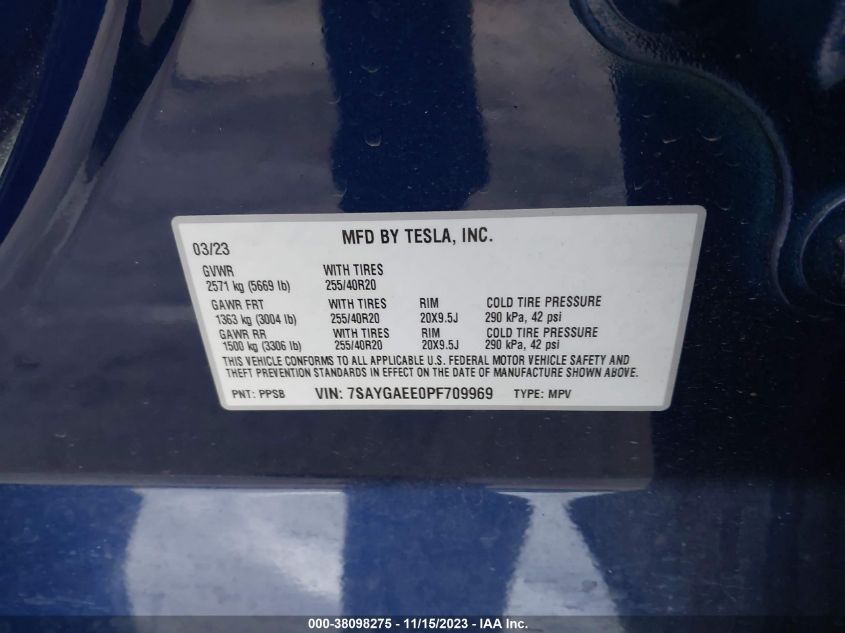 MFD BY TESLA, INC.
03/23
GVWR WITH TIRES
2571 kg (5669 lb) 255/40R20
GAWR FRT WITH TIRES RIM COLD TIRE PRESSURE
1363 kg (3004 lb) 255/40R20 20X9.5J 290 kPa, 42 psi
GAWR RR WITH TIRES RIM COLD TIRE PRESSURE
1500 kg (3306 lb) 255/40R20 20X9.5J 290 kPa, 42 psi
THIS VEHICLE CONFORMS TO ALL APPLICABLE U.S. FEDERAL MOTOR VEHICLE SAFETY AND
THEFT PREVENTION STANDARDS IN EFFECT ON THE DATE OF MANUFACTURE SHOWN ABOVE.
PNT: PPSB VIN: 7SAYGAEE0PF709969 TYPE: MPV
000-38098275 - 11/15/2023 - IAA Inc.